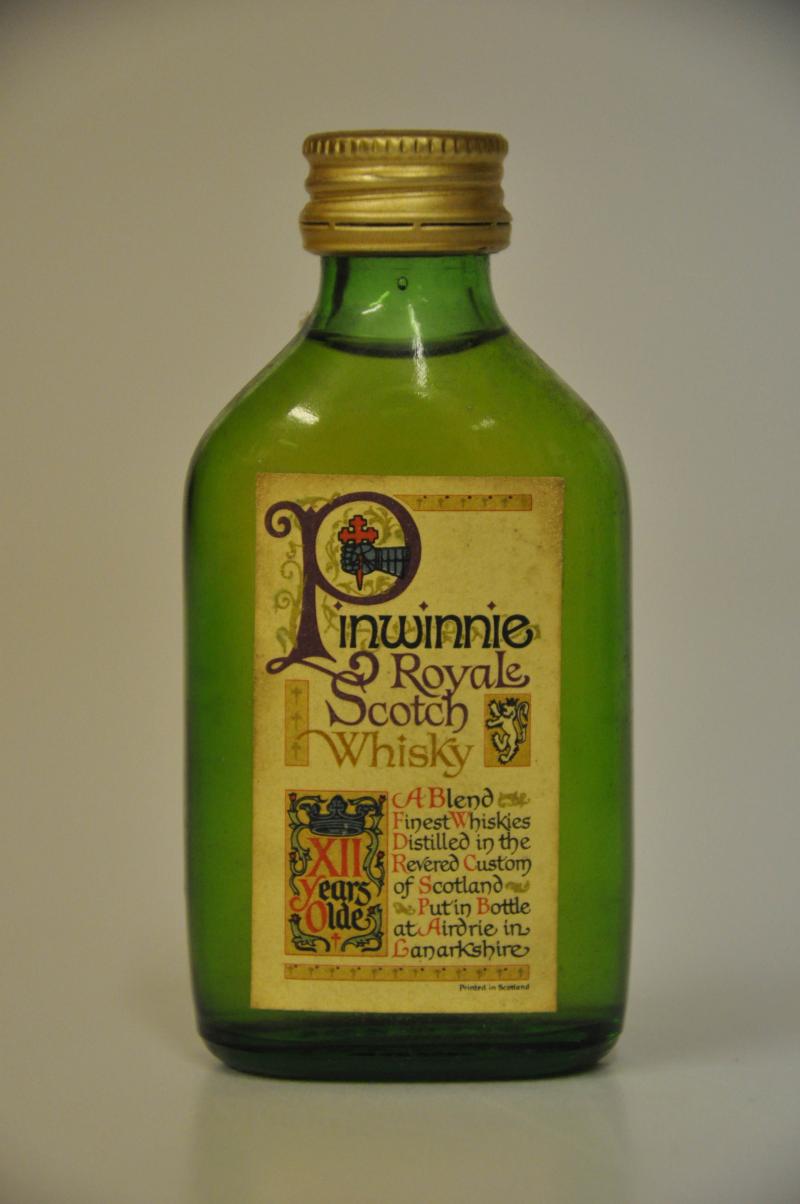 Pinwinnie
Royale
Scotch
Whisky
XII
Years
Olde
A Blend
Finest Whiskies
Distilled in the
Revered Custom
of Scotland
Put in Bottle
at Airdrie in
Lanarkshire
Printed in Scotland